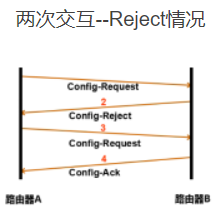 两次交互--Reject情况
Config-Request
2
Config-Reject
3
Config-Request
4
Config-Ack
路由器A
路由器B